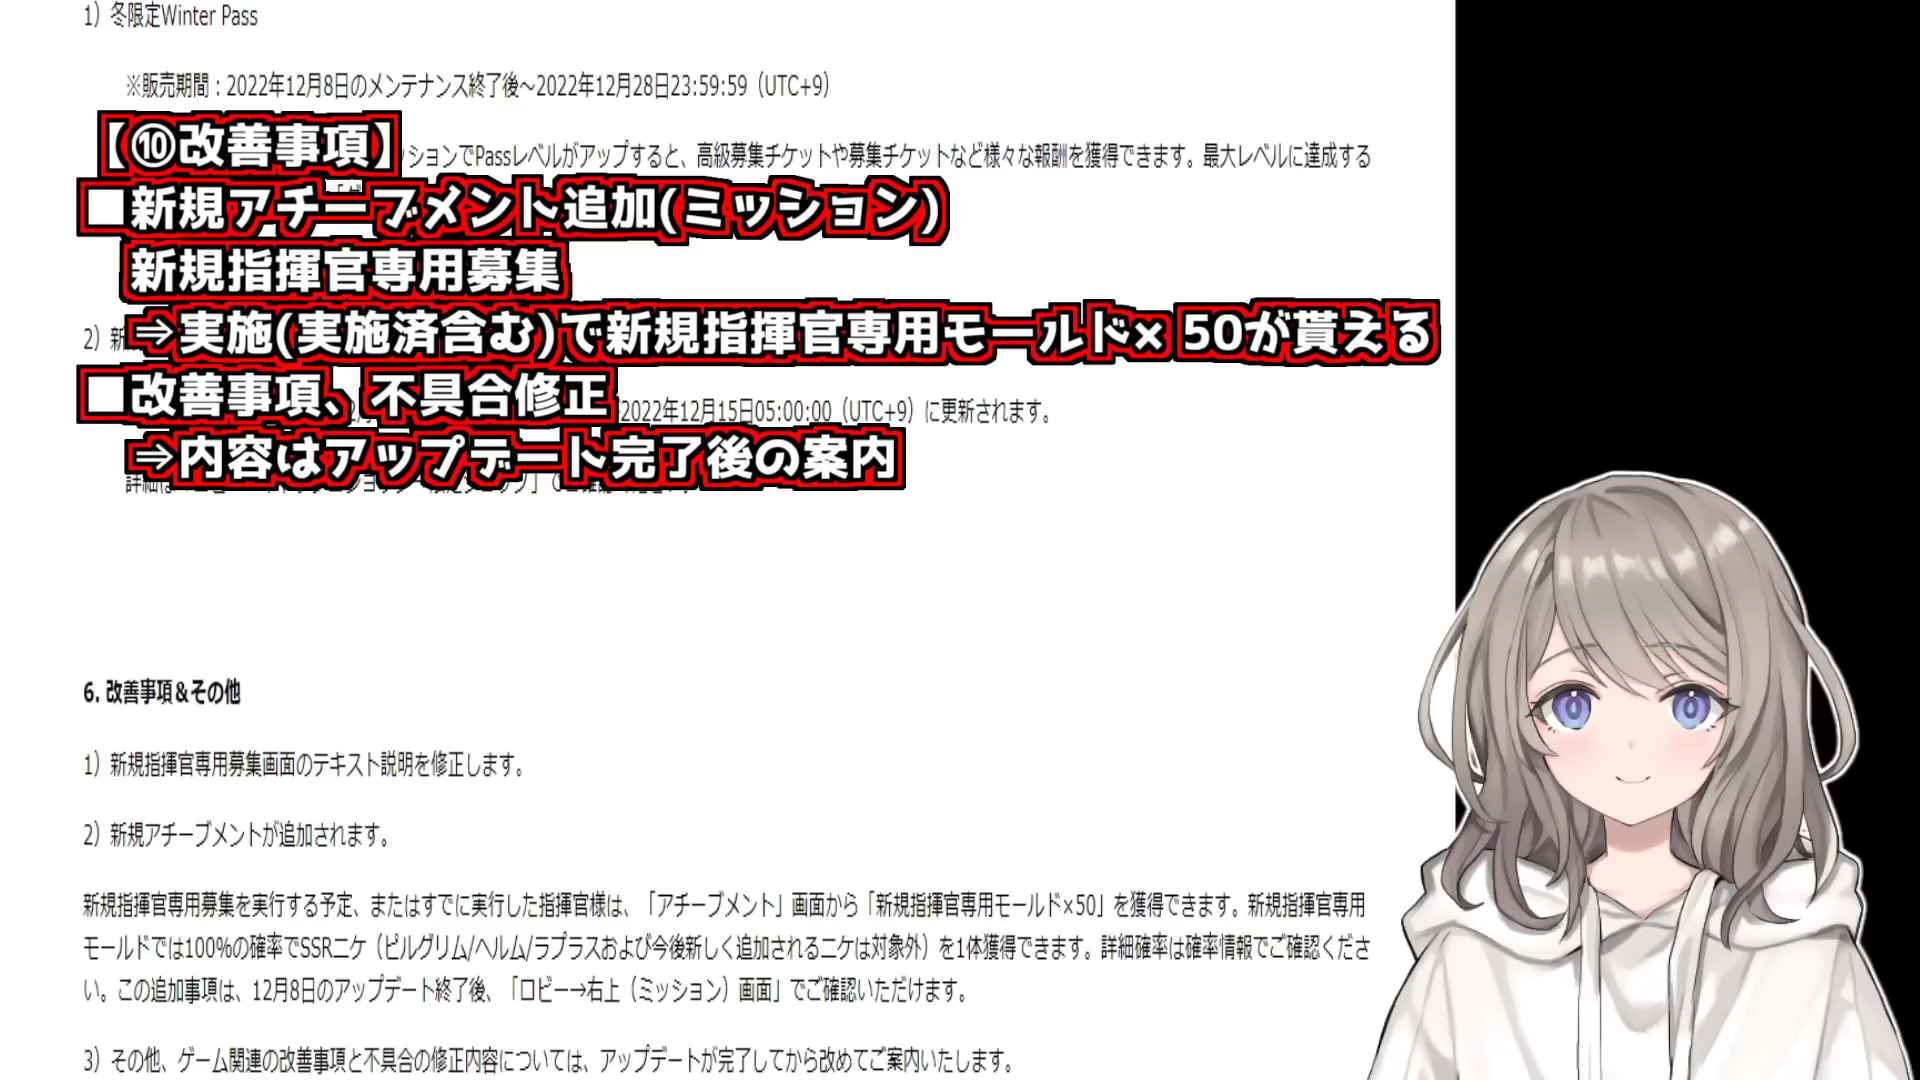 1）冬限定Winter Pass
※販売期間：2022年12月8日のメンテナンス終了後～2022年12月28日23:59:59（UTC+9）
【⑩改善事項】
ションでPassレベルがアップすると、高級募集チケットや募集チケットなど様々な報酬を獲得できます。最大レベルに達する
■新規アチーブメント追加(ミッション)
新規指揮官専用募集
2）新
⇒実施(実施済含む)で新規指揮官専用モールド× 50が貰える
■改善事項、不具合修正
2022年12月15日05:00:00（UTC+9）に更新されます。
⇒内容はアップデート完了後の案内
6. 改善事項＆その他
1）新規指揮官専用募集画面のテキスト説明を修正します。
2）新規アチーブメントが追加されます。
新規指揮官専用募集を実行する予定、またはすでに実行した指揮官様は、「アチーブメント」画面から「新規指揮官専用モールド×50」を獲得できます。新規指揮官専用
モールドでは100%の確率でSSRニケ（ピルグリム/ヘルム/ラプラスおよび今後新しく追加されるニケは対象外）を1体獲得できます。詳細確率は確率情報でご確認くださ
い。この追加事項は、12月8日のアップデート終了後、「ロビー→右上（ミッション）画面」でご確認いただけます。
3）その他、ゲーム関連の改善事項と不具合の修正内容については、アップデートが完了してから改めてご案内いたします。